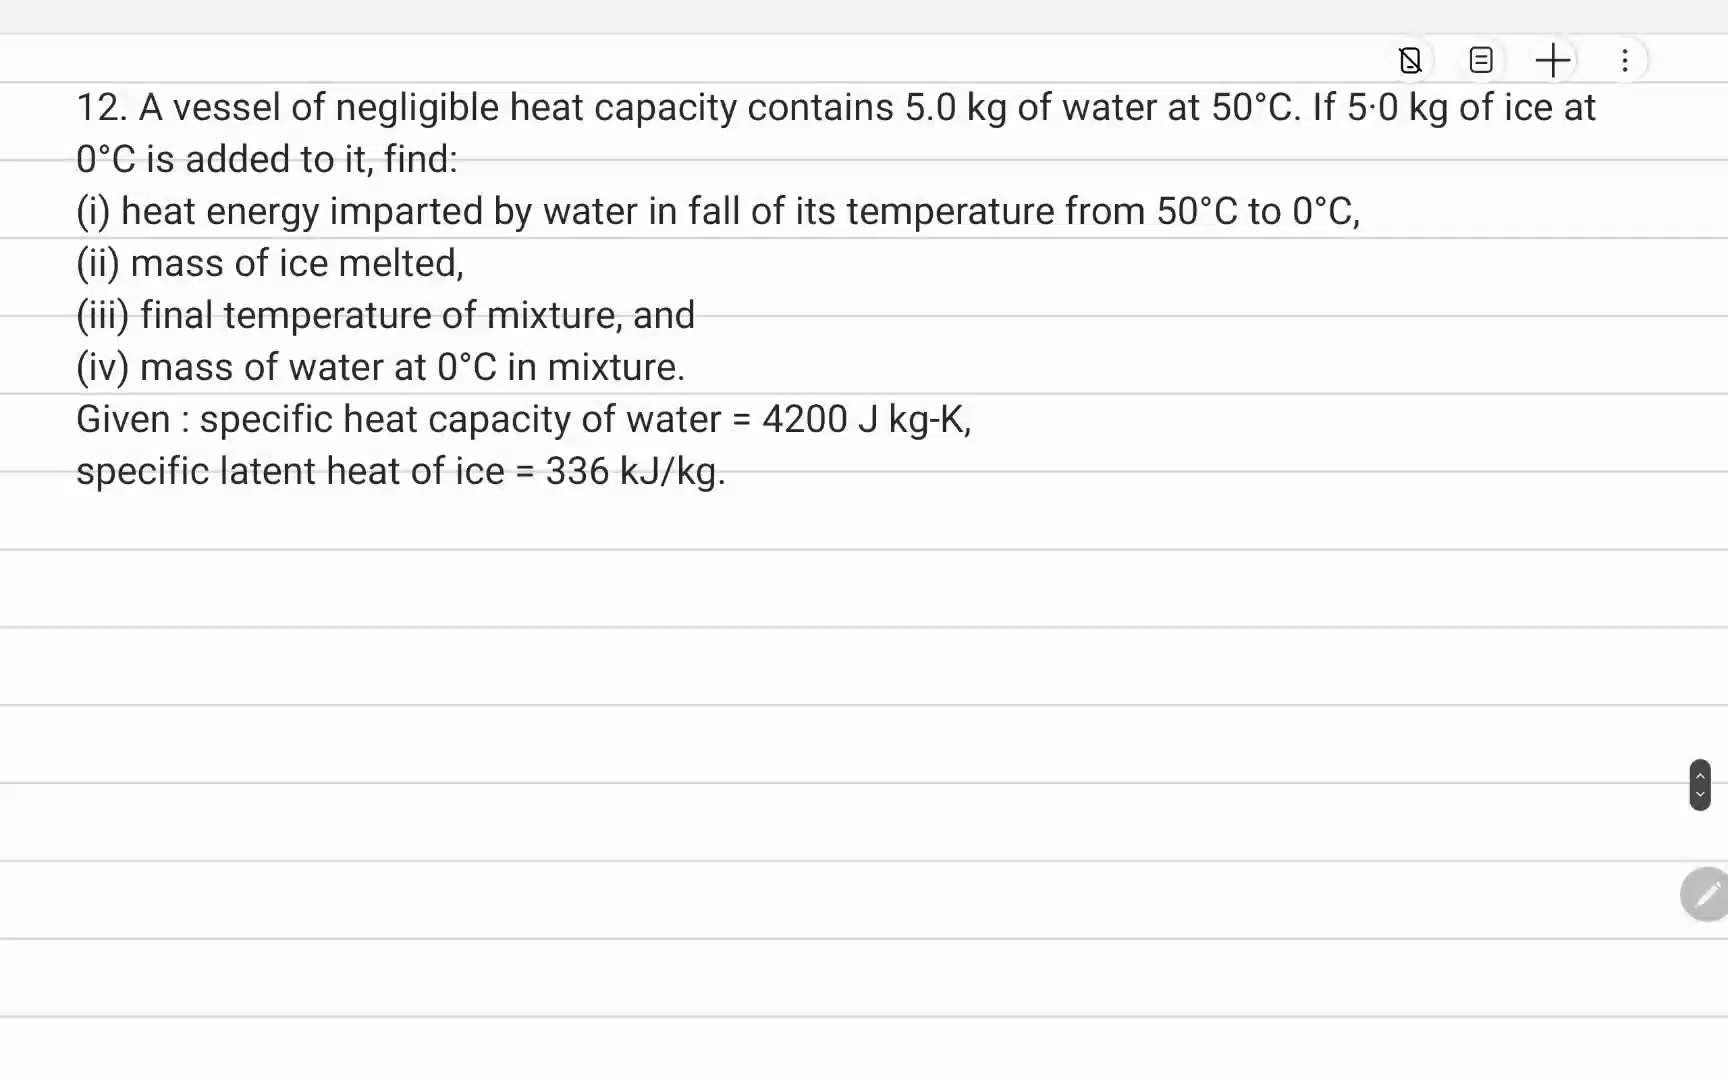 12. A vessel of negligible heat capacity contains 5.0 kg of water at 50°C. If 5·0 kg of ice at
0°C is added to it, find:
(i) heat energy imparted by water in fall of its temperature from 50°C to 0°C,
(ii) mass of ice melted,
(iii) final temperature of mixture, and
(iv) mass of water at 0°C in mixture.
Given : specific heat capacity of water = 4200 J kg-K,
specific latent heat of ice = 336 kJ/kg.